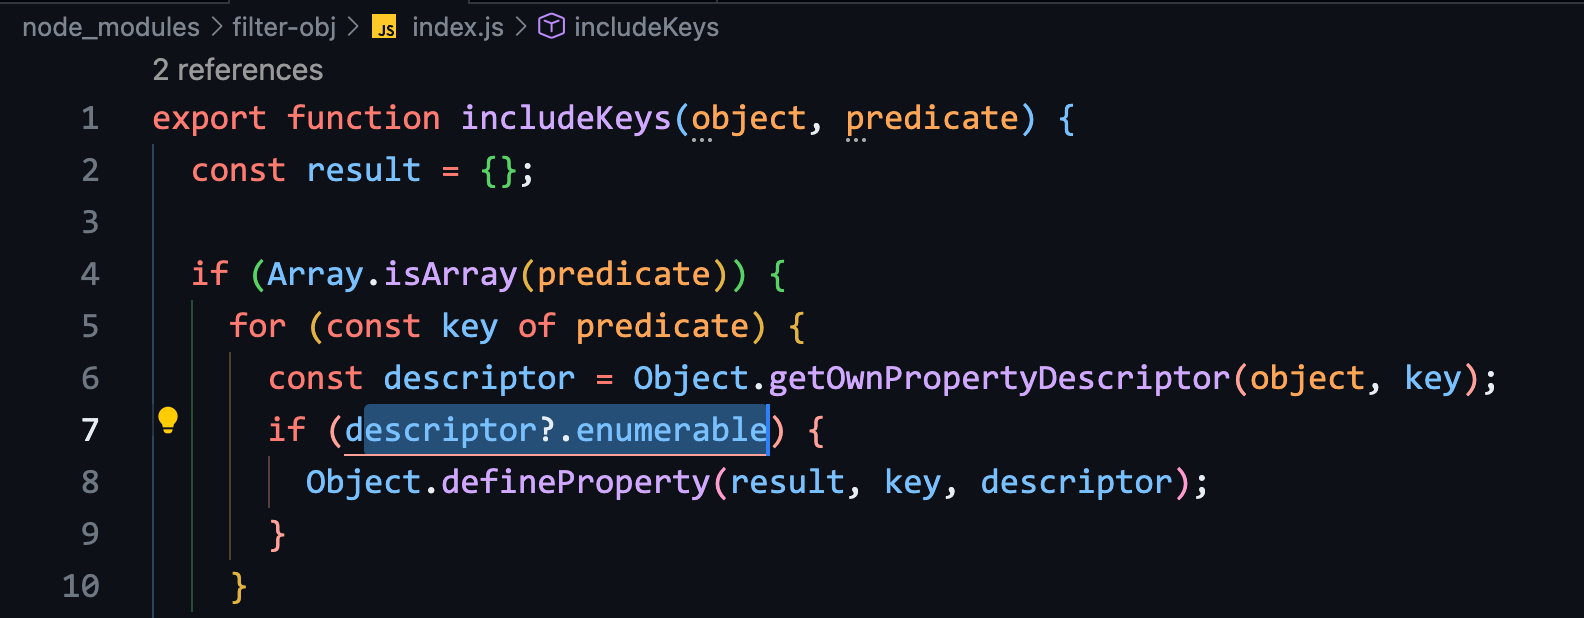 node_modules > filter-obj > JS index.js > includeKeys
2 references
1 export function includeKeys(object, predicate) {
2   const result = {};
3
4   if (Array.isArray(predicate)) {
5     for (const key of predicate) {
6       const descriptor = Object.getOwnPropertyDescriptor(object, key);
7       if (descriptor?.enumerable) {
8         Object.defineProperty(result, key, descriptor);
9       }
10     }